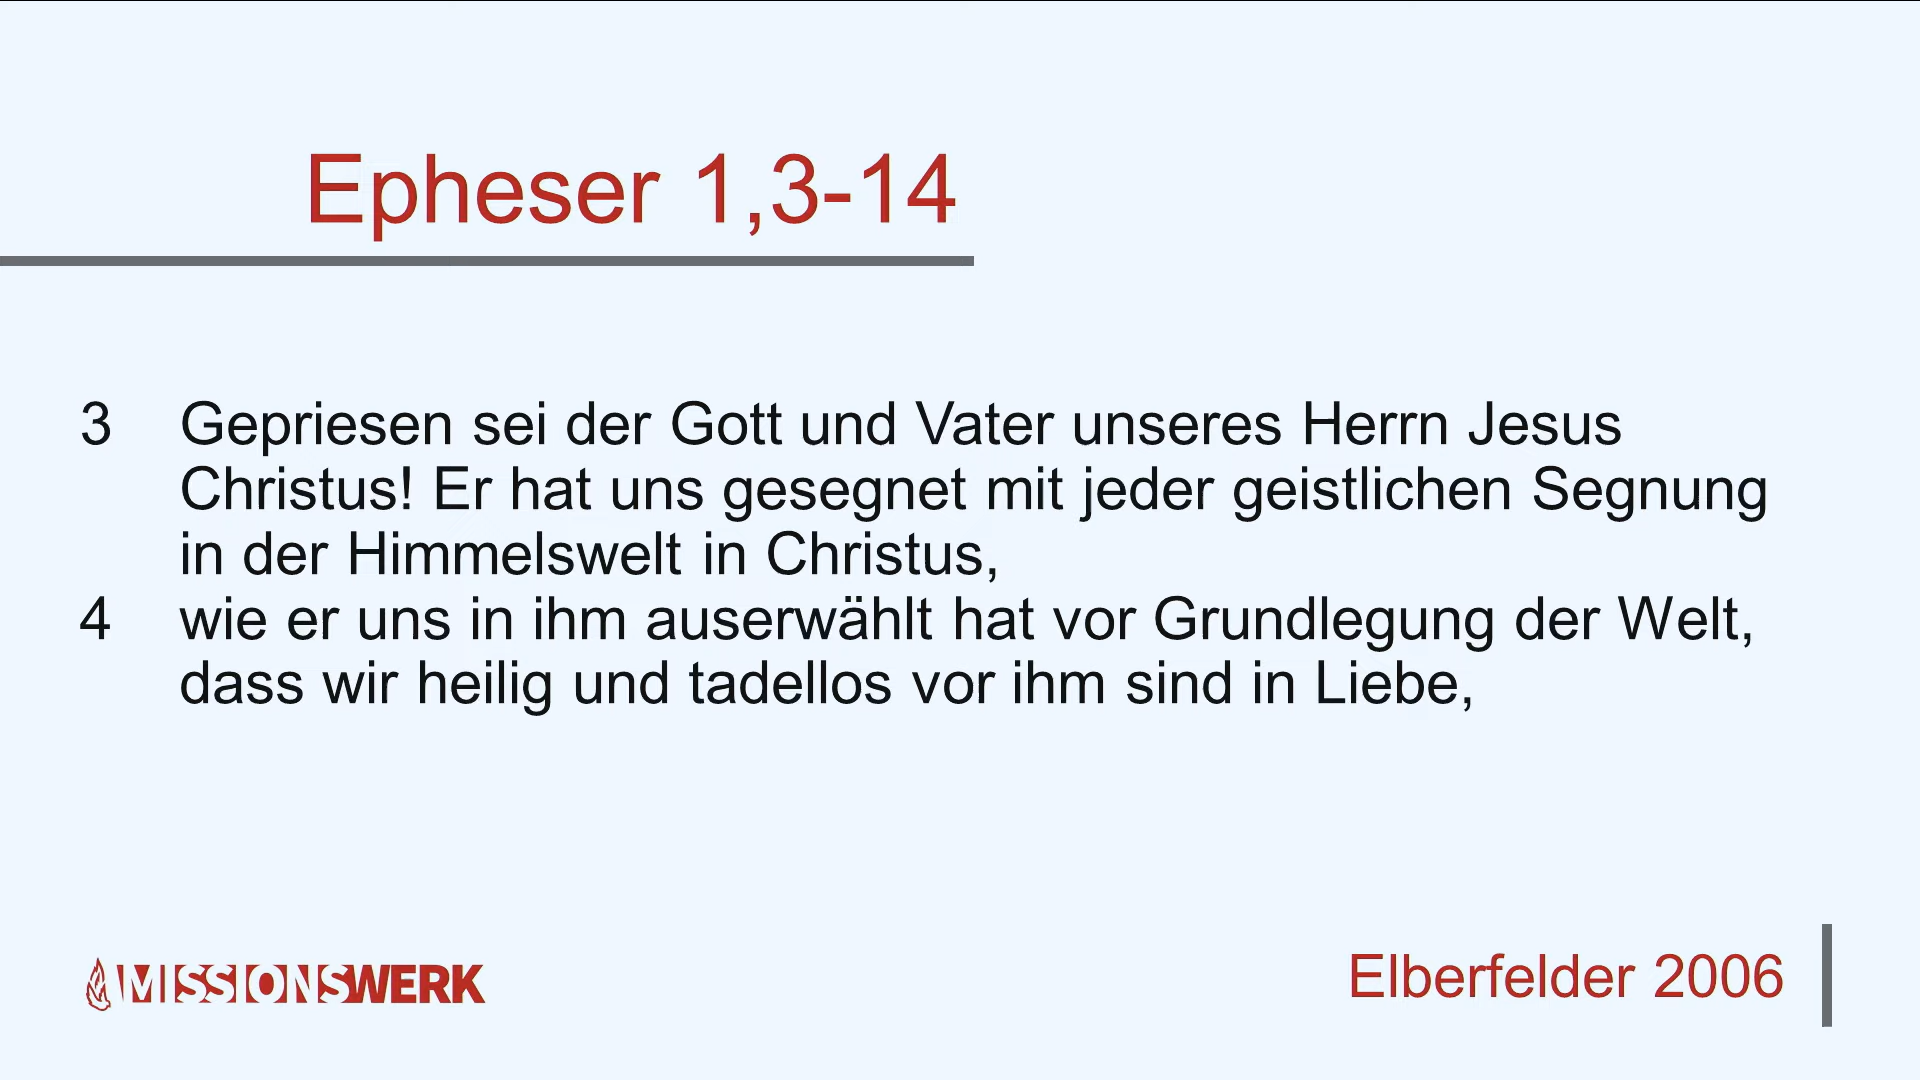 Epheser 1,3-14
3 Gepriesen sei der Gott und Vater unseres Herrn Jesus
Christus! Er hat uns gesegnet mit jeder geistlichen Segnung
in der Himmelswelt in Christus,
4 wie er uns in ihm auserwählt hat vor Grundlegung der Welt,
dass wir heilig und tadellos vor ihm sind in Liebe,
MISSIONSWERK
Elberfelder 2006